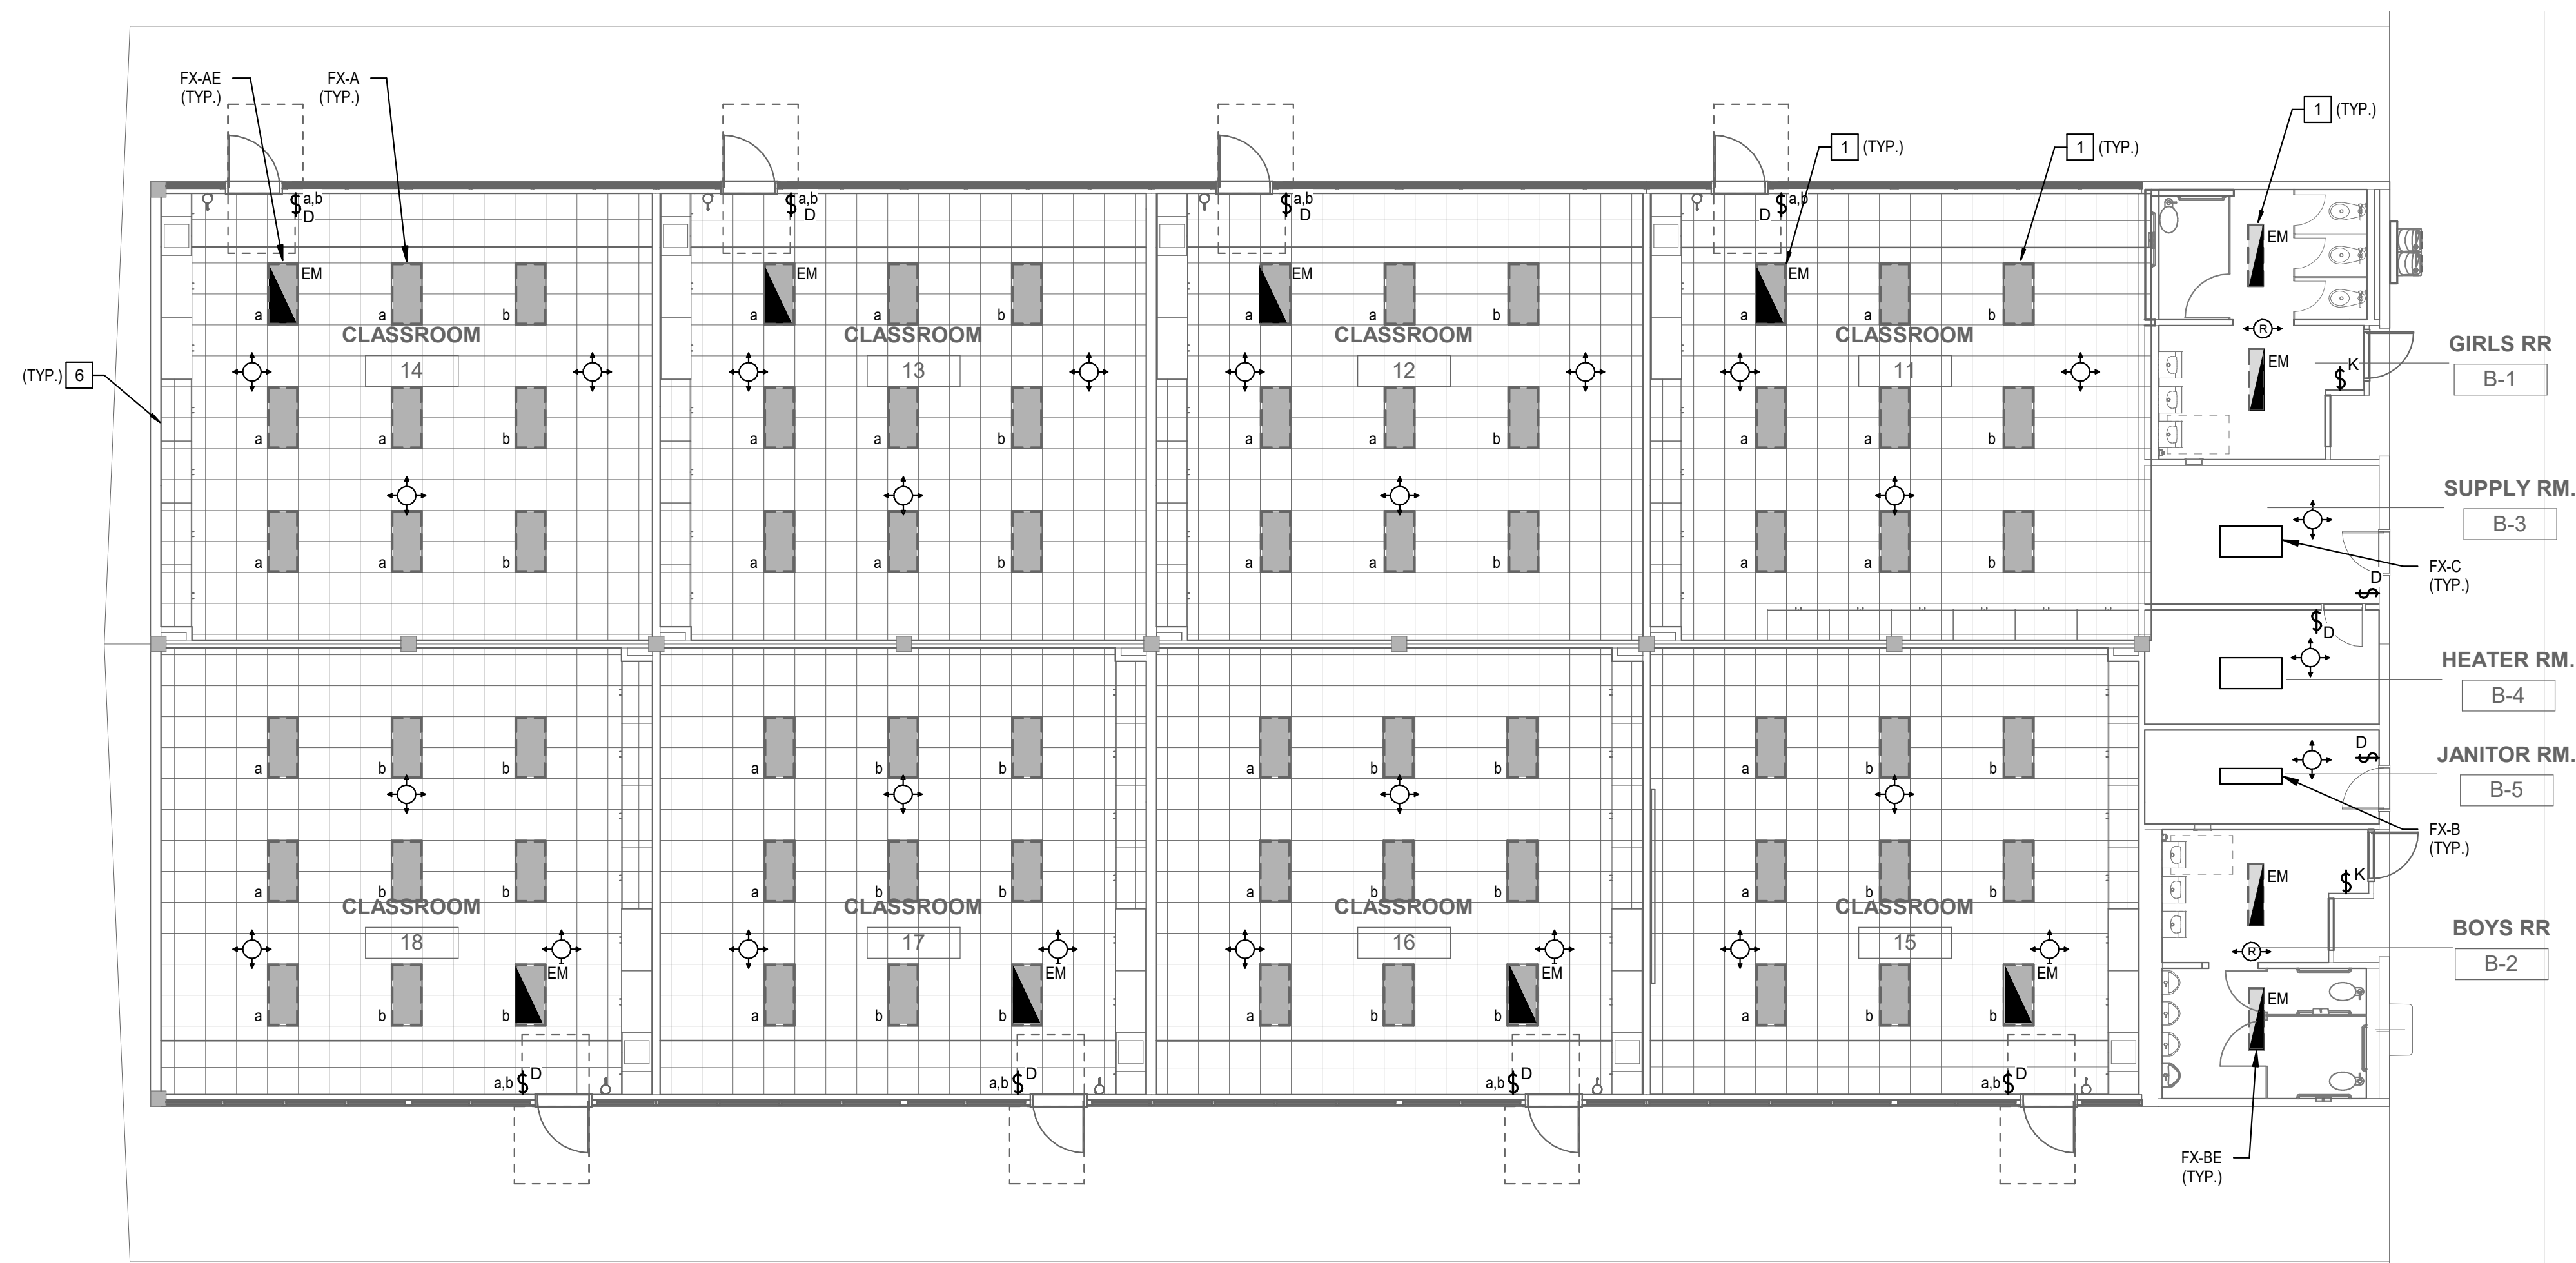 FX-AE
(TYP.)
FX-A
(TYP.)
1 (TYP.)
1 (TYP.)
1 (TYP.)
$ a,b
D
$ a,b
D
$ a,b
D
D $ a,b
EM
EM
EM
EM
EM
a a b
a a b
a a b
a a b
CLASSROOM
14
CLASSROOM
13
CLASSROOM
12
CLASSROOM
11
R
EM
$ K
GIRLS RR
B-1
(TYP.) 6
a a b
a a b
a a b
a a b
SUPPLY RM.
B-3
a a b
a a b
a a b
a a b
FX-C
(TYP.)
D
$
$
D
HEATER RM.
B-4
a b b
a b b
a b b
a b b
D
$
JANITOR RM.
B-5
FX-B
(TYP.)
a b b
a b b
a b b
a b b
EM
$ K
CLASSROOM
18
CLASSROOM
17
CLASSROOM
16
CLASSROOM
15
R
BOYS RR
B-2
EM
EM
EM
EM
EM
a b b
a b b
a b b
a b b
a,b $ D
a,b $ D
a,b $ D
a,b $ D
FX-BE
(TYP.)